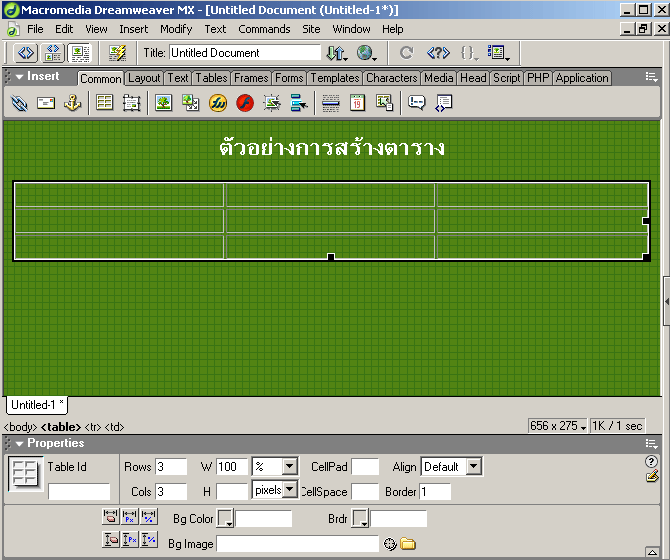 Macromedia Dreamweaver MX - [Untitled Document (Untitled-1*)]
File Edit View Insert Modify Text Commands Site Window Help
Title: Untitled Document
Insert Common Layout Text Tables Frames Forms Templates Characters Media Head Script PHP Application
ตัวอย่างการสร้างตาราง
Untitled-1 *
<body> <table> <tr> <td> 656 x 275 1K / 1 sec
Properties
Table Id Rows 3 W 100 % CellPad Align Default
Cols 3 H pixels CellSpace Border 1
Bg Color Brdr
Bg Image